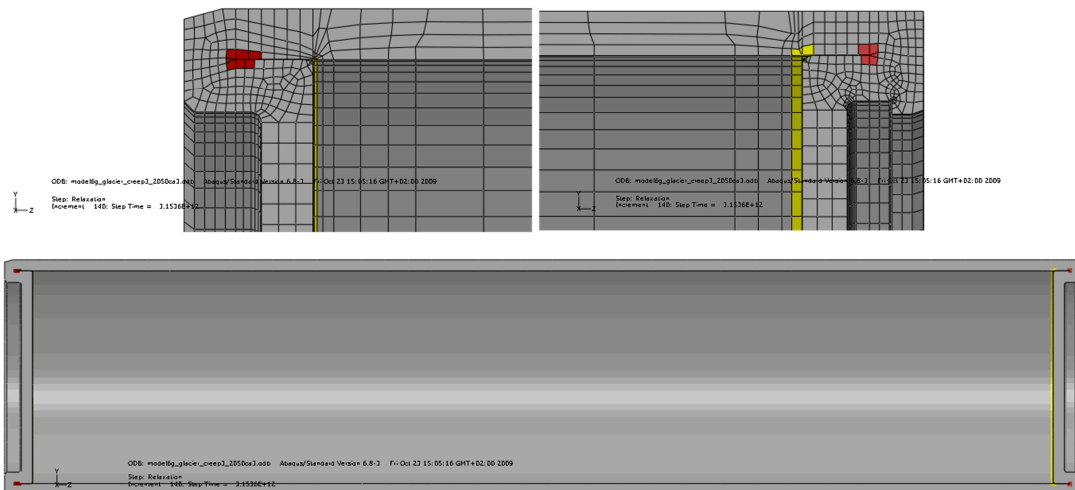 ODB: model6g_glacier_creep3_2050ca3.odb Abaqus/Standard Version 6.8-3 Fri Oct 23 15:05:16 GMT+02:00 2009
Step: Relaxation
Increment 140: Step Time = 3.1536E+12
Y
Z
ODB: model6g_glacier_creep3_2050ca3.odb Abaqus/Standard Version 6.8-3 Fri Oct 23 15:05:16 GMT+02:00 2009
Step: Relaxation
Increment 140: Step Time = 3.1536E+12
Y
Z
ODB: model6g_glacier_creep3_2050ca3.odb Abaqus/Standard Version 6.8-3 Fri Oct 23 15:05:16 GMT+02:00 2009
Step: Relaxation
Increment 140: Step Time = 3.1536E+12
Y
Z